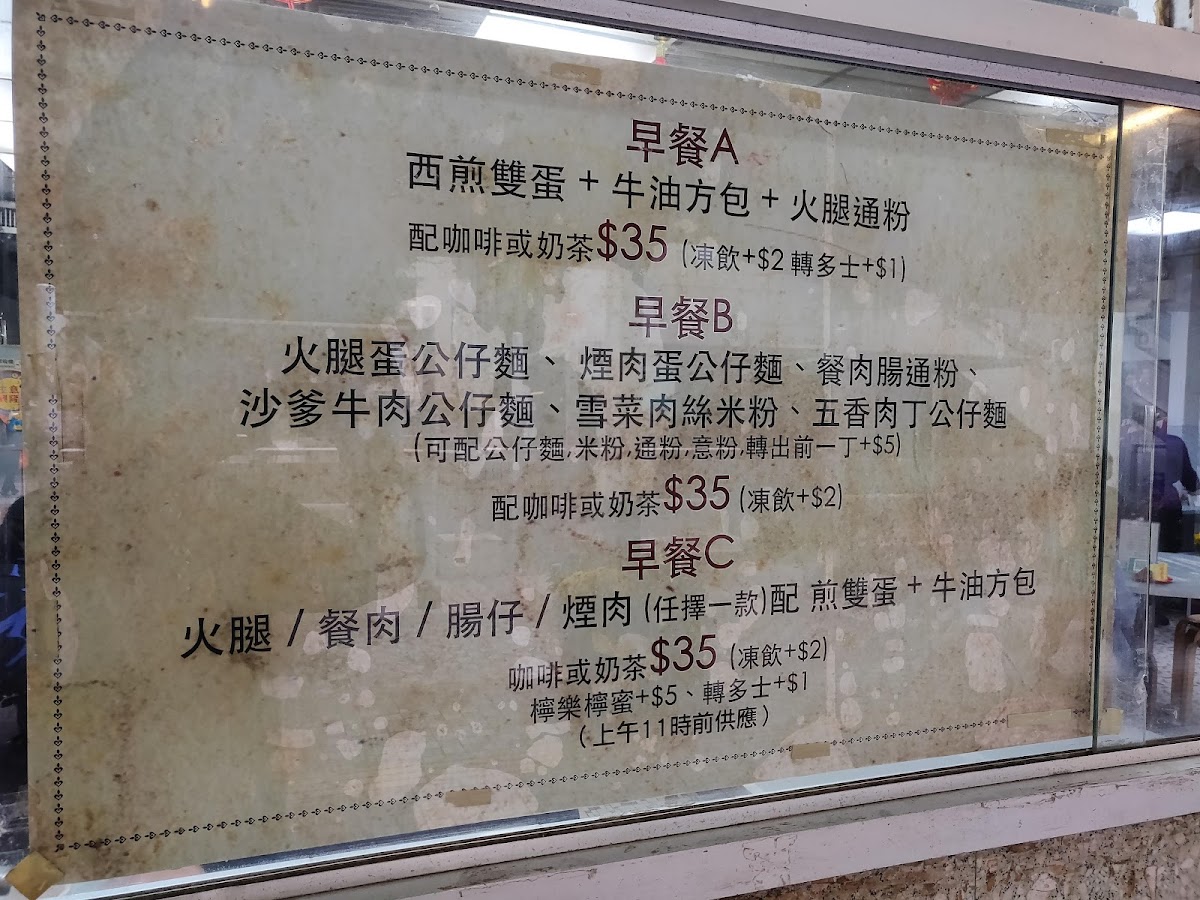 早餐A
西煎雙蛋 + 牛油方包 + 火腿通粉
配咖啡或奶茶$35 (凍飲+$2 轉多士+$1)
早餐B
火腿蛋公仔麵、煙肉蛋公仔麵、餐肉腸通粉、
沙爹牛肉公仔麵、雪菜肉絲米粉、五香肉丁公仔麵
(可配公仔麵,米粉,通粉,意粉,轉出前一丁+$5)
配咖啡或奶茶$35 (凍飲+$2)
早餐C
火腿 / 餐肉 / 腸仔 / 煙肉 (任擇一款)配 煎雙蛋 + 牛油方包
咖啡或奶茶$35 (凍飲+$2)
檸樂檸蜜+$5、轉多士+$1
(上午11時前供應)